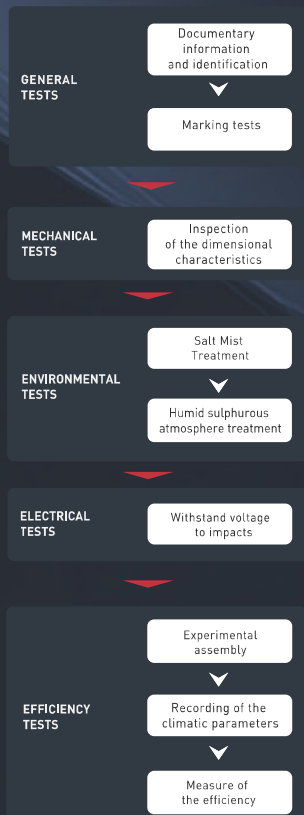 GENERAL
TESTS
Documentary
information
and identification
Marking tests
MECHANICAL
TESTS
Inspection
of the dimensional
characteristics
ENVIRONMENTAL
TESTS
Salt Mist
Treatment
Humid sulphurous
atmosphere treatment
ELECTRICAL
TESTS
Withstand voltage
to impacts
EFFICIENCY
TESTS
Experimental
assembly
Recording of the
climatic parameters
Measure of
the efficiency